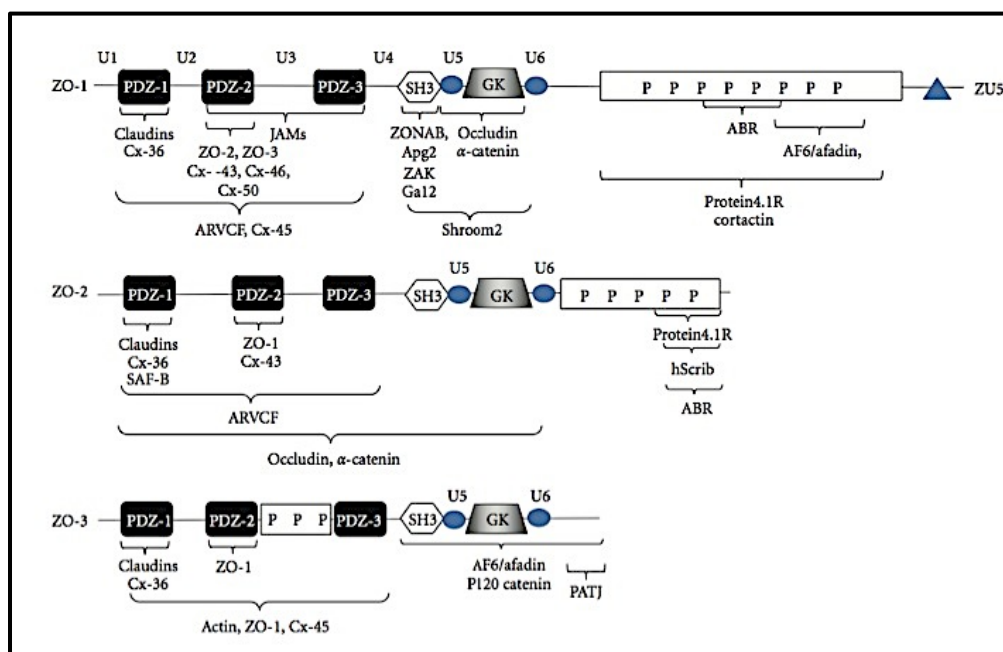 U1 U2 U3 U4 U5 U6
ZO-1 PDZ-1 PDZ-2 PDZ-3 SH3 GK P P P P P P P P ZU5
Claudins
Cx-36
JAMs
ZO-2, ZO-3
Cx- -43, Cx-46,
Cx-50
ARVCF, Cx-45
ZONAB,
Apg2
ZAK
Ga12
Occludin
α-catenin
Shroom2
ABR
AF6/afadin,
Protein4.1R
cortactin
U5 U6
ZO-2 PDZ-1 PDZ-2 PDZ-3 SH3 GK P P P P P
Claudins
Cx-36
SAF-B
ZO-1
Cx-43
ARVCF
Occludin, α-catenin
Protein4.1R
hScrib
ABR
U5 U6
ZO-3 PDZ-1 PDZ-2 P P P PDZ-3 SH3 GK
Claudins
Cx-36
ZO-1
Actin, ZO-1, Cx-45
AF6/afadin
P120 catenin
PATJ